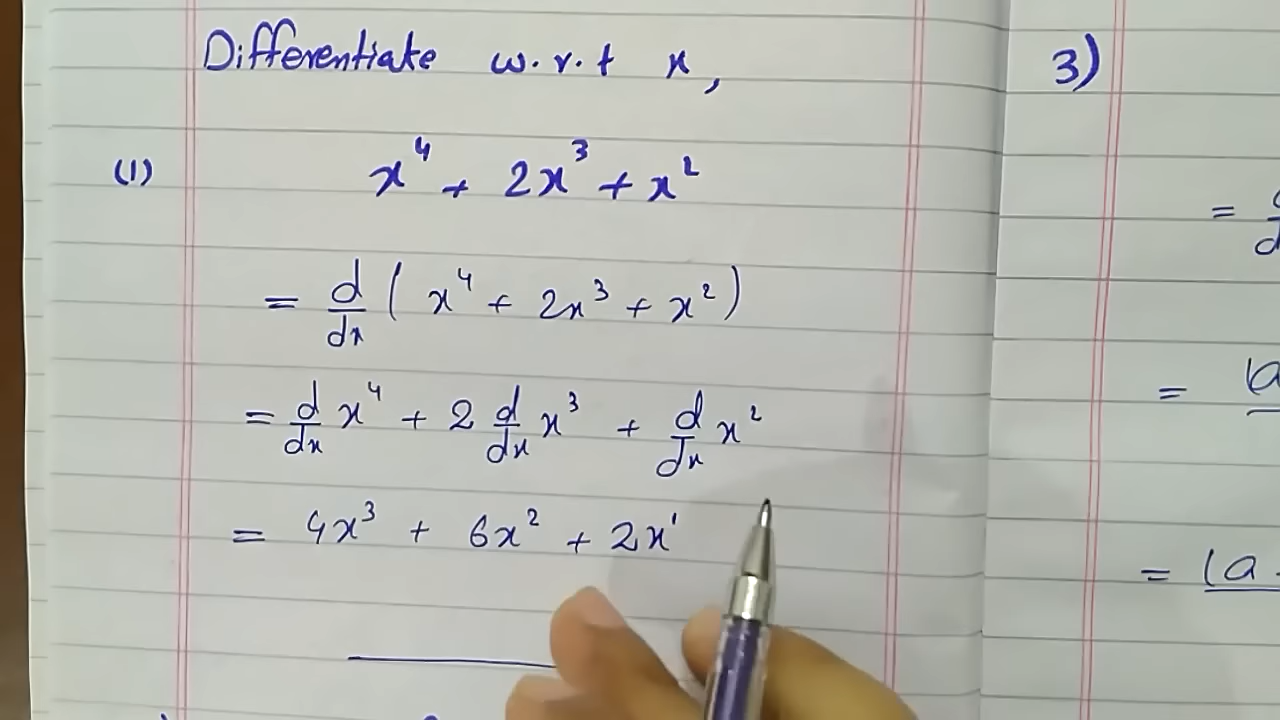 Differentiate w.r.t x,
(1) x⁴ + 2x³ + x²
= d/dx ( x⁴ + 2x³ + x² )
= d/dx x⁴ + 2 d/dx x³ + d/dx x²
= 4x³ + 6x² + 2x¹
3)
=
=
= (a